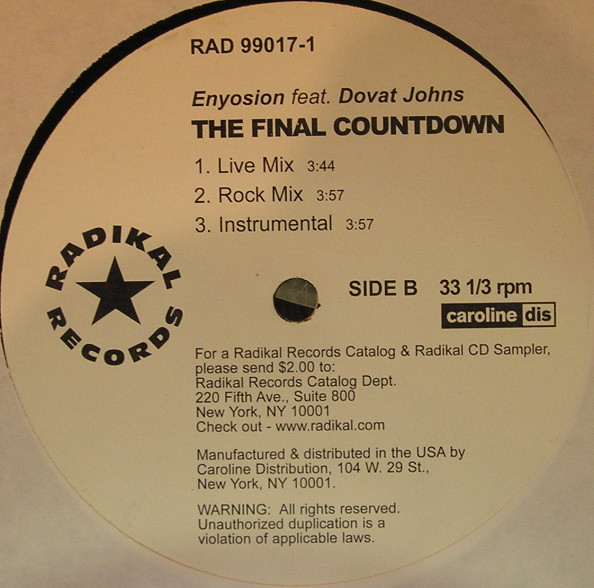 RAD 99017-1
Enyosion feat. Dovat Johns
THE FINAL COUNTDOWN
1. Live Mix 3:44
2. Rock Mix 3:57
3. Instrumental 3:57
RADIKAL
RECORDS
SIDE B 33 1/3 rpm
caroline dis
For a Radikal Records Catalog & Radikal CD Sampler,
please send $2.00 to:
Radikal Records Catalog Dept.
220 Fifth Ave., Suite 800
New York, NY 10001
Check out - www.radikal.com
Manufactured & distributed in the USA by
Caroline Distribution, 104 W. 29 St.,
New York, NY 10001.
WARNING: All rights reserved.
Unauthorized duplication is a
violation of applicable laws.